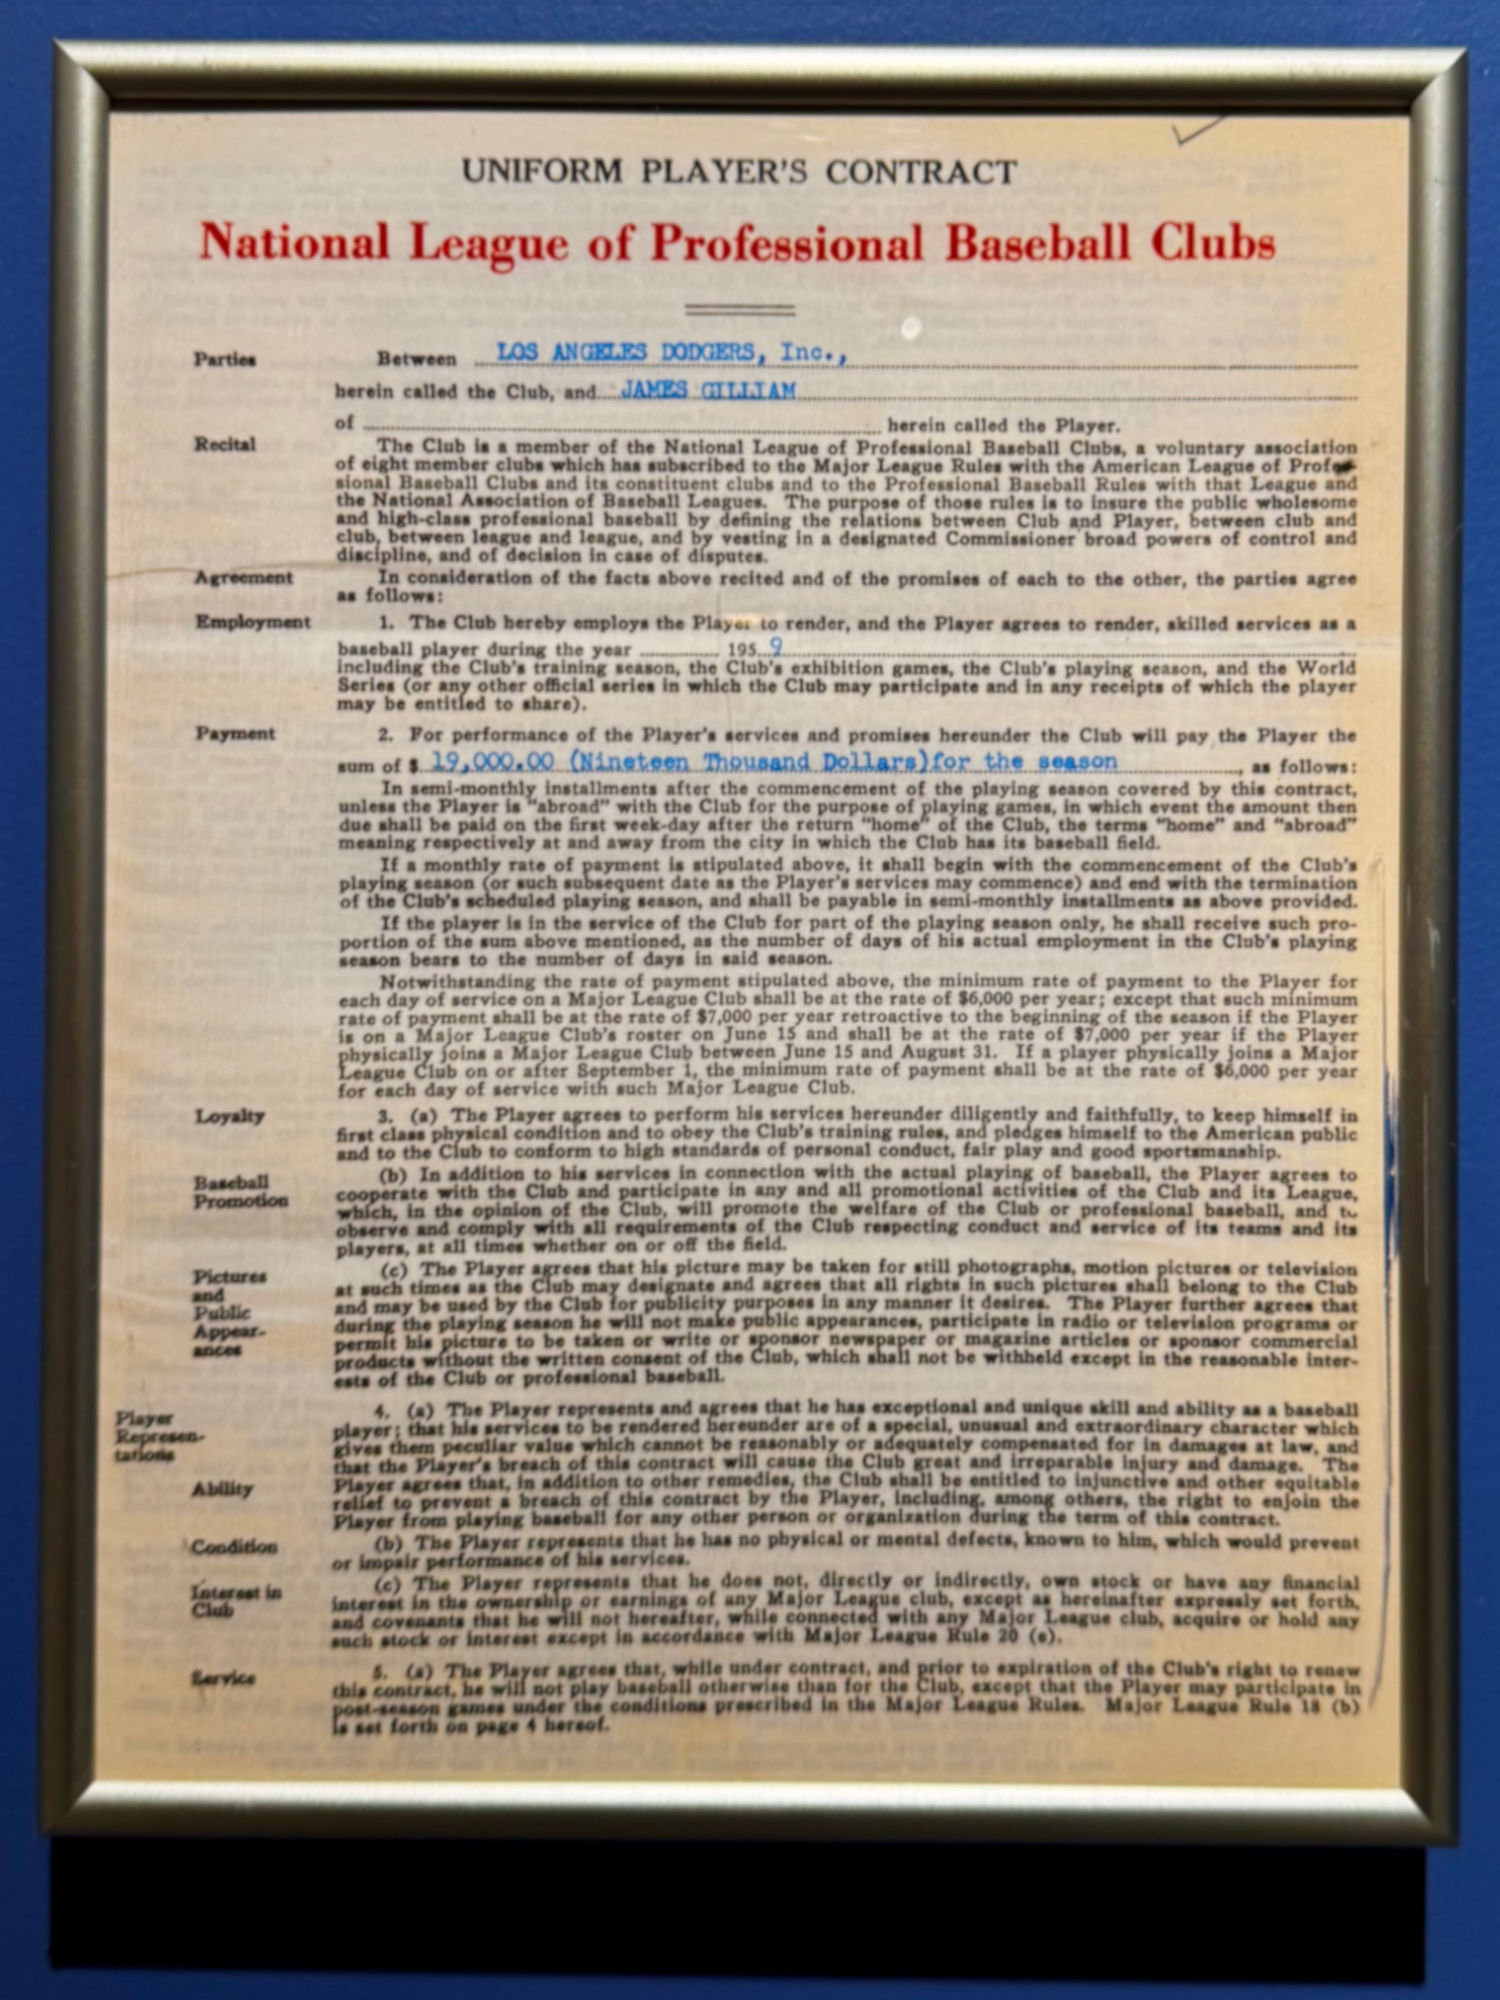 UNIFORM PLAYER'S CONTRACT
National League of Professional Baseball Clubs
Parties Between LOS ANGELES DODGERS, Inc.,
herein called the Club, and JAMES GILLIAM
of herein called the Player.
Recital The Club is a member of the National League of Professional Baseball Clubs, a voluntary association
of eight member clubs which has subscribed to the Major League Rules with the American League of Profes-
sional Baseball Clubs and its constituent clubs and to the Professional Baseball Rules with that League and
the National Association of Baseball Leagues. The purpose of those rules is to insure the public wholesome
and high-class professional baseball by defining the relations between Club and Player, between club and
club, between league and league, and by vesting in a designated Commissioner broad powers of control and
discipline, and of decision in case of disputes.
Agreement In consideration of the facts above recited and of the promises of each to the other, the parties agree
as follows:
Employment 1. The Club hereby employs the Player to render, and the Player agrees to render, skilled services as a
baseball player during the year 195 9
including the Club's training season, the Club's exhibition games, the Club's playing season, and the World
Series (or any other official series in which the Club may participate and in any receipts of which the player
may be entitled to share).
Payment 2. For performance of the Player's services and promises hereunder the Club will pay the Player the
sum of $ 19,000.00 (Nineteen Thousand Dollars)for the season , as follows:
In semi-monthly installments after the commencement of the playing season covered by this contract,
unless the Player is "abroad" with the Club for the purpose of playing games, in which event the amount then
due shall be paid on the first week-day after the return "home" of the Club, the terms "home" and "abroad"
meaning respectively at and away from the city in which the Club has its baseball field.
If a monthly rate of payment is stipulated above, it shall begin with the commencement of the Club's
playing season (or such subsequent date as the Player's services may commence) and end with the termination
of the Club's scheduled playing season, and shall be payable in semi-monthly installments as above provided.
If the player is in the service of the Club for part of the playing season only, he shall receive such pro-
portion of the sum above mentioned, as the number of days of his actual employment in the Club's playing
season bears to the number of days in said season.
Notwithstanding the rate of payment stipulated above, the minimum rate of payment to the Player for
each day of service on a Major League Club shall be at the rate of $6,000 per year; except that such minimum
rate of payment shall be at the rate of $7,000 per year retroactive to the beginning of the season if the Player
is on a Major League Club's roster on June 15 and shall be at the rate of $7,000 per year if the Player
physically joins a Major League Club between June 15 and August 31. If a player physically joins a Major
League Club on or after September 1, the minimum rate of payment shall be at the rate of $6,000 per year
for each day of service with such Major League Club.
Loyalty 3. (a) The Player agrees to perform his services hereunder diligently and faithfully, to keep himself in
first class physical condition and to obey the Club's training rules, and pledges himself to the American public
and to the Club to conform to high standards of personal conduct, fair play and good sportsmanship.
Baseball (b) In addition to his services in connection with the actual playing of baseball, the Player agrees to
Promotion cooperate with the Club and participate in any and all promotional activities of the Club and its League,
which, in the opinion of the Club, will promote the welfare of the Club or professional baseball, and to
observe and comply with all requirements of the Club respecting conduct and service of its teams and its
players, at all times whether on or off the field.
Pictures (c) The Player agrees that his picture may be taken for still photographs, motion pictures or television
and at such times as the Club may designate and agrees that all rights in such pictures shall belong to the Club
Public and may be used by the Club for publicity purposes in any manner it desires. The Player further agrees that
Appear- during the playing season he will not make public appearances, participate in radio or television programs or
ances permit his picture to be taken or write or sponsor newspaper or magazine articles or sponsor commercial
products without the written consent of the Club, which shall not be withheld except in the reasonable inter-
ests of the Club or professional baseball.
Player 4. (a) The Player represents and agrees that he has exceptional and unique skill and ability as a baseball
Represen- player; that his services to be rendered hereunder are of a special, unusual and extraordinary character which
tations gives them peculiar value which cannot be reasonably or adequately compensated for in damages at law, and
that the Player's breach of this contract will cause the Club great and irreparable injury and damage. The
Ability Player agrees that, in addition to other remedies, the Club shall be entitled to injunctive and other equitable
relief to prevent a breach of this contract by the Player, including, among others, the right to enjoin the
Player from playing baseball for any other person or organization during the term of this contract.
Condition (b) The Player represents that he has no physical or mental defects, known to him, which would prevent
or impair performance of his services.
Interest in (c) The Player represents that he does not, directly or indirectly, own stock or have any financial
Club interest in the ownership or earnings of any Major League club, except as hereinafter expressly set forth,
and covenants that he will not hereafter, while connected with any Major League club, acquire or hold any
such stock or interest except in accordance with Major League Rule 20 (e).
Service 5. (a) The Player agrees that, while under contract, and prior to expiration of the Club's right to renew
this contract, he will not play baseball otherwise than for the Club, except that the Player may participate in
post-season games under the conditions prescribed in the Major League Rules. Major League Rule 18 (b)
is set forth on page 4 hereof.